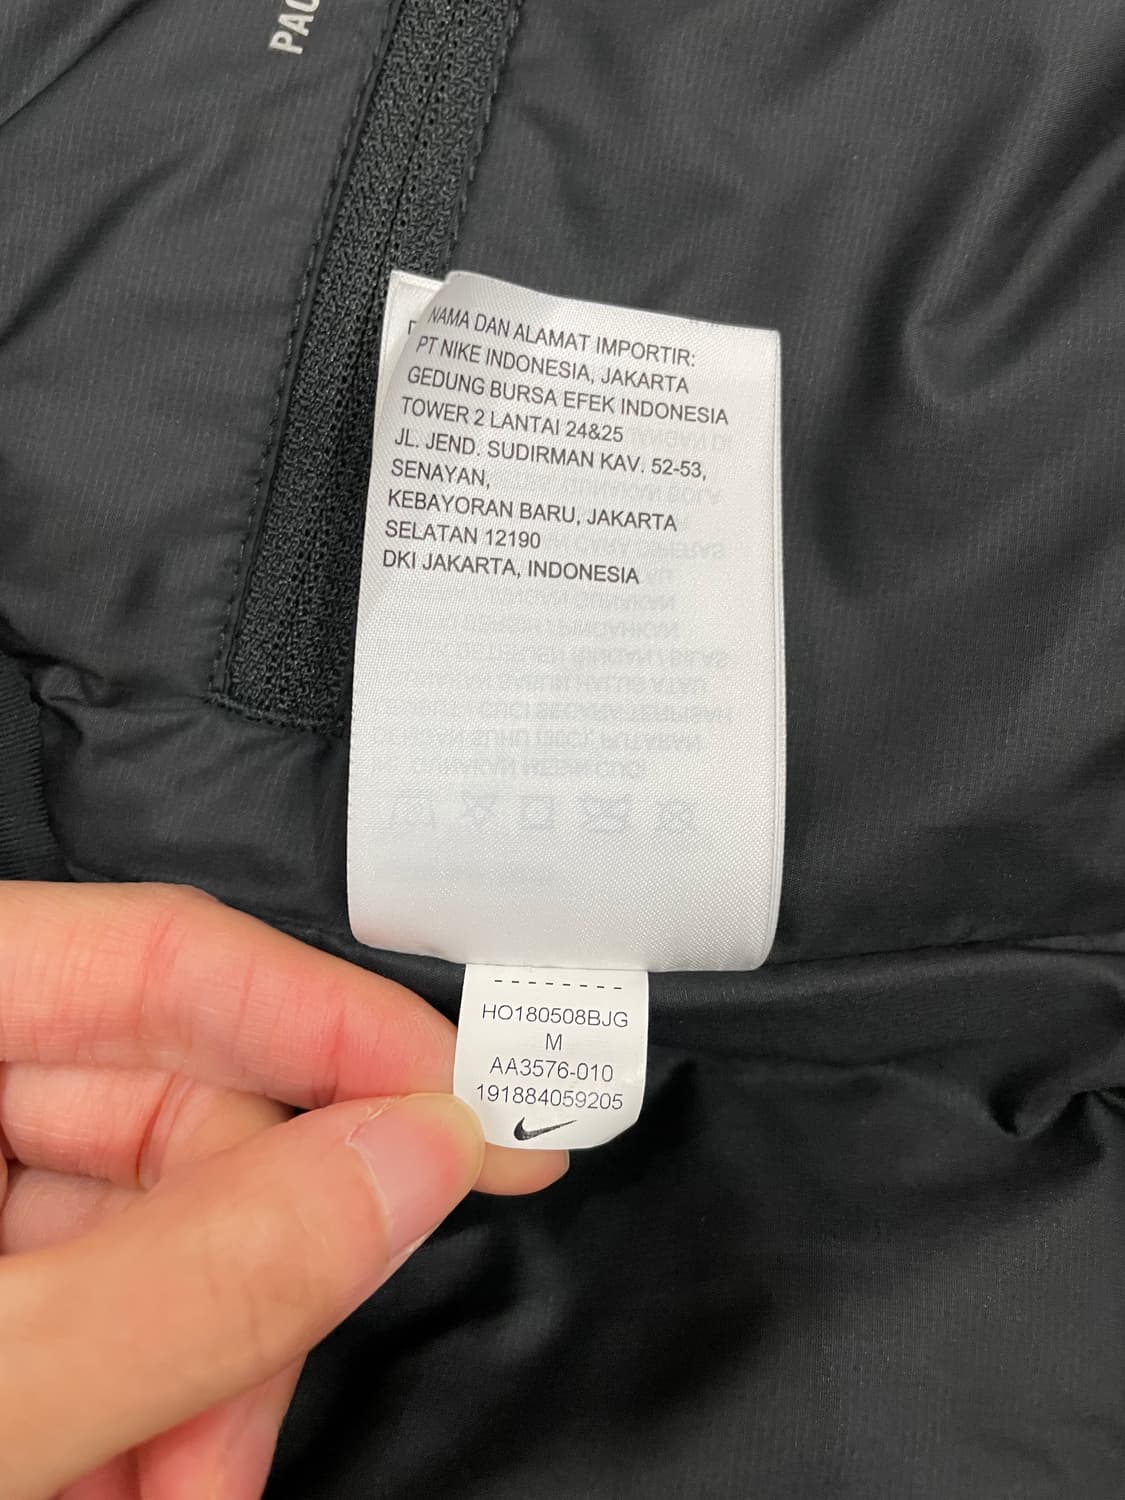 PAC
NAMA DAN ALAMAT IMPORTIR:
PT NIKE INDONESIA, JAKARTA
GEDUNG BURSA EFEK INDONESIA
TOWER 2 LANTAI 24&25
JL. JEND. SUDIRMAN KAV. 52-53,
SENAYAN,
KEBAYORAN BARU, JAKARTA
SELATAN 12190
DKI JAKARTA, INDONESIA
--------
HO180508BJG
M
AA3576-010
191884059205